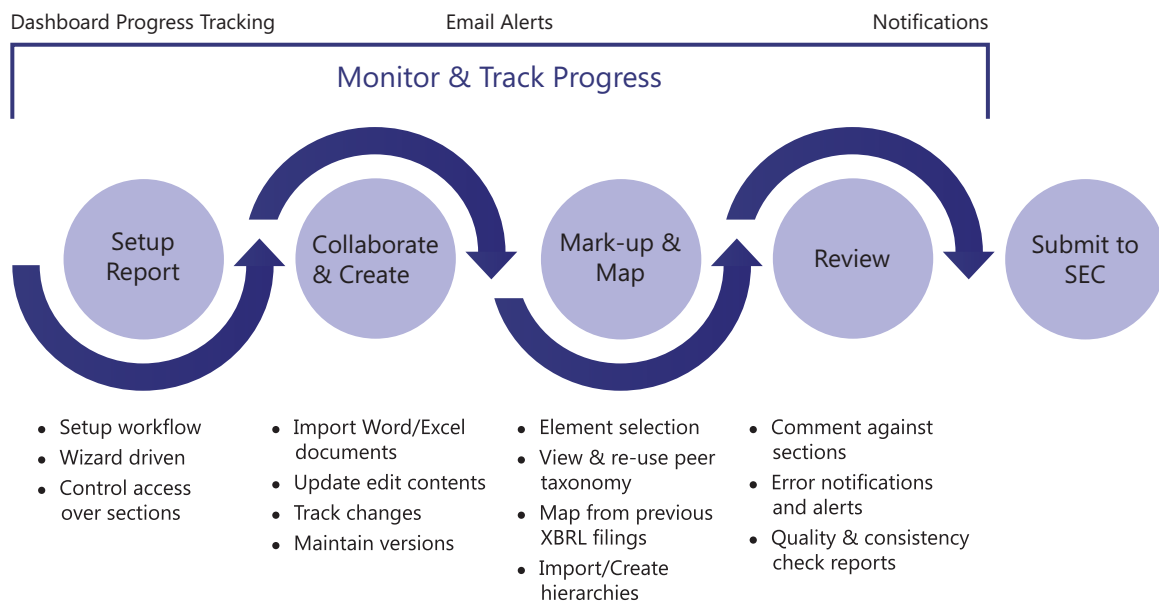 Dashboard Progress Tracking
Email Alerts
Notifications
Monitor & Track Progress
Setup
Report
Collaborate
& Create
Mark-up &
Map
Review
Submit to
SEC
• Setup workflow
• Wizard driven
• Control access
over sections
• Import Word/Excel
documents
• Update edit contents
• Track changes
• Maintain versions
• Element selection
• View & re-use peer
taxonomy
• Map from previous
XBRL filings
• Import/Create
hierarchies
• Comment against
sections
• Error notifications
and alerts
• Quality & consistency
check reports